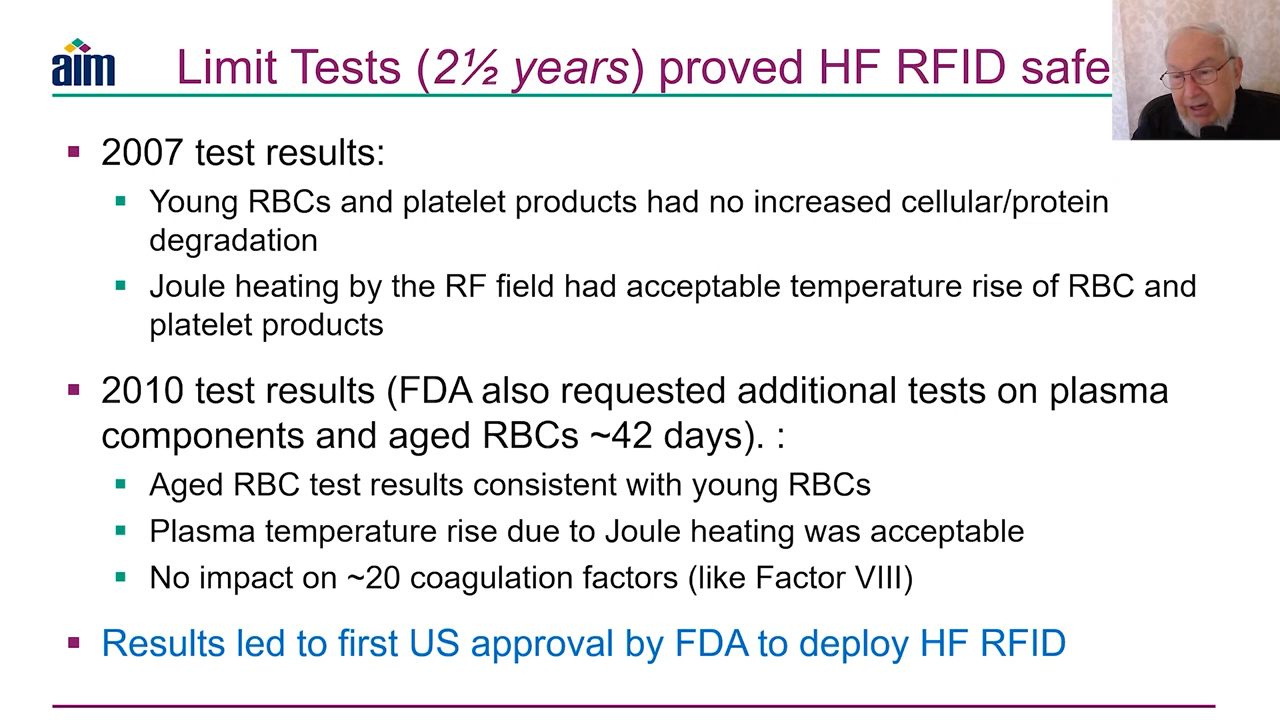 aim
Limit Tests (2½ years) proved HF RFID safe
2007 test results:
Young RBCs and platelet products had no increased cellular/protein
degradation
Joule heating by the RF field had acceptable temperature rise of RBC and
platelet products
2010 test results (FDA also requested additional tests on plasma
components and aged RBCs ~42 days). :
Aged RBC test results consistent with young RBCs
Plasma temperature rise due to Joule heating was acceptable
No impact on ~20 coagulation factors (like Factor VIII)
Results led to first US approval by FDA to deploy HF RFID